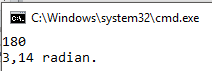 C:\Windows\system32\cmd.exe
180
3,14 radian.